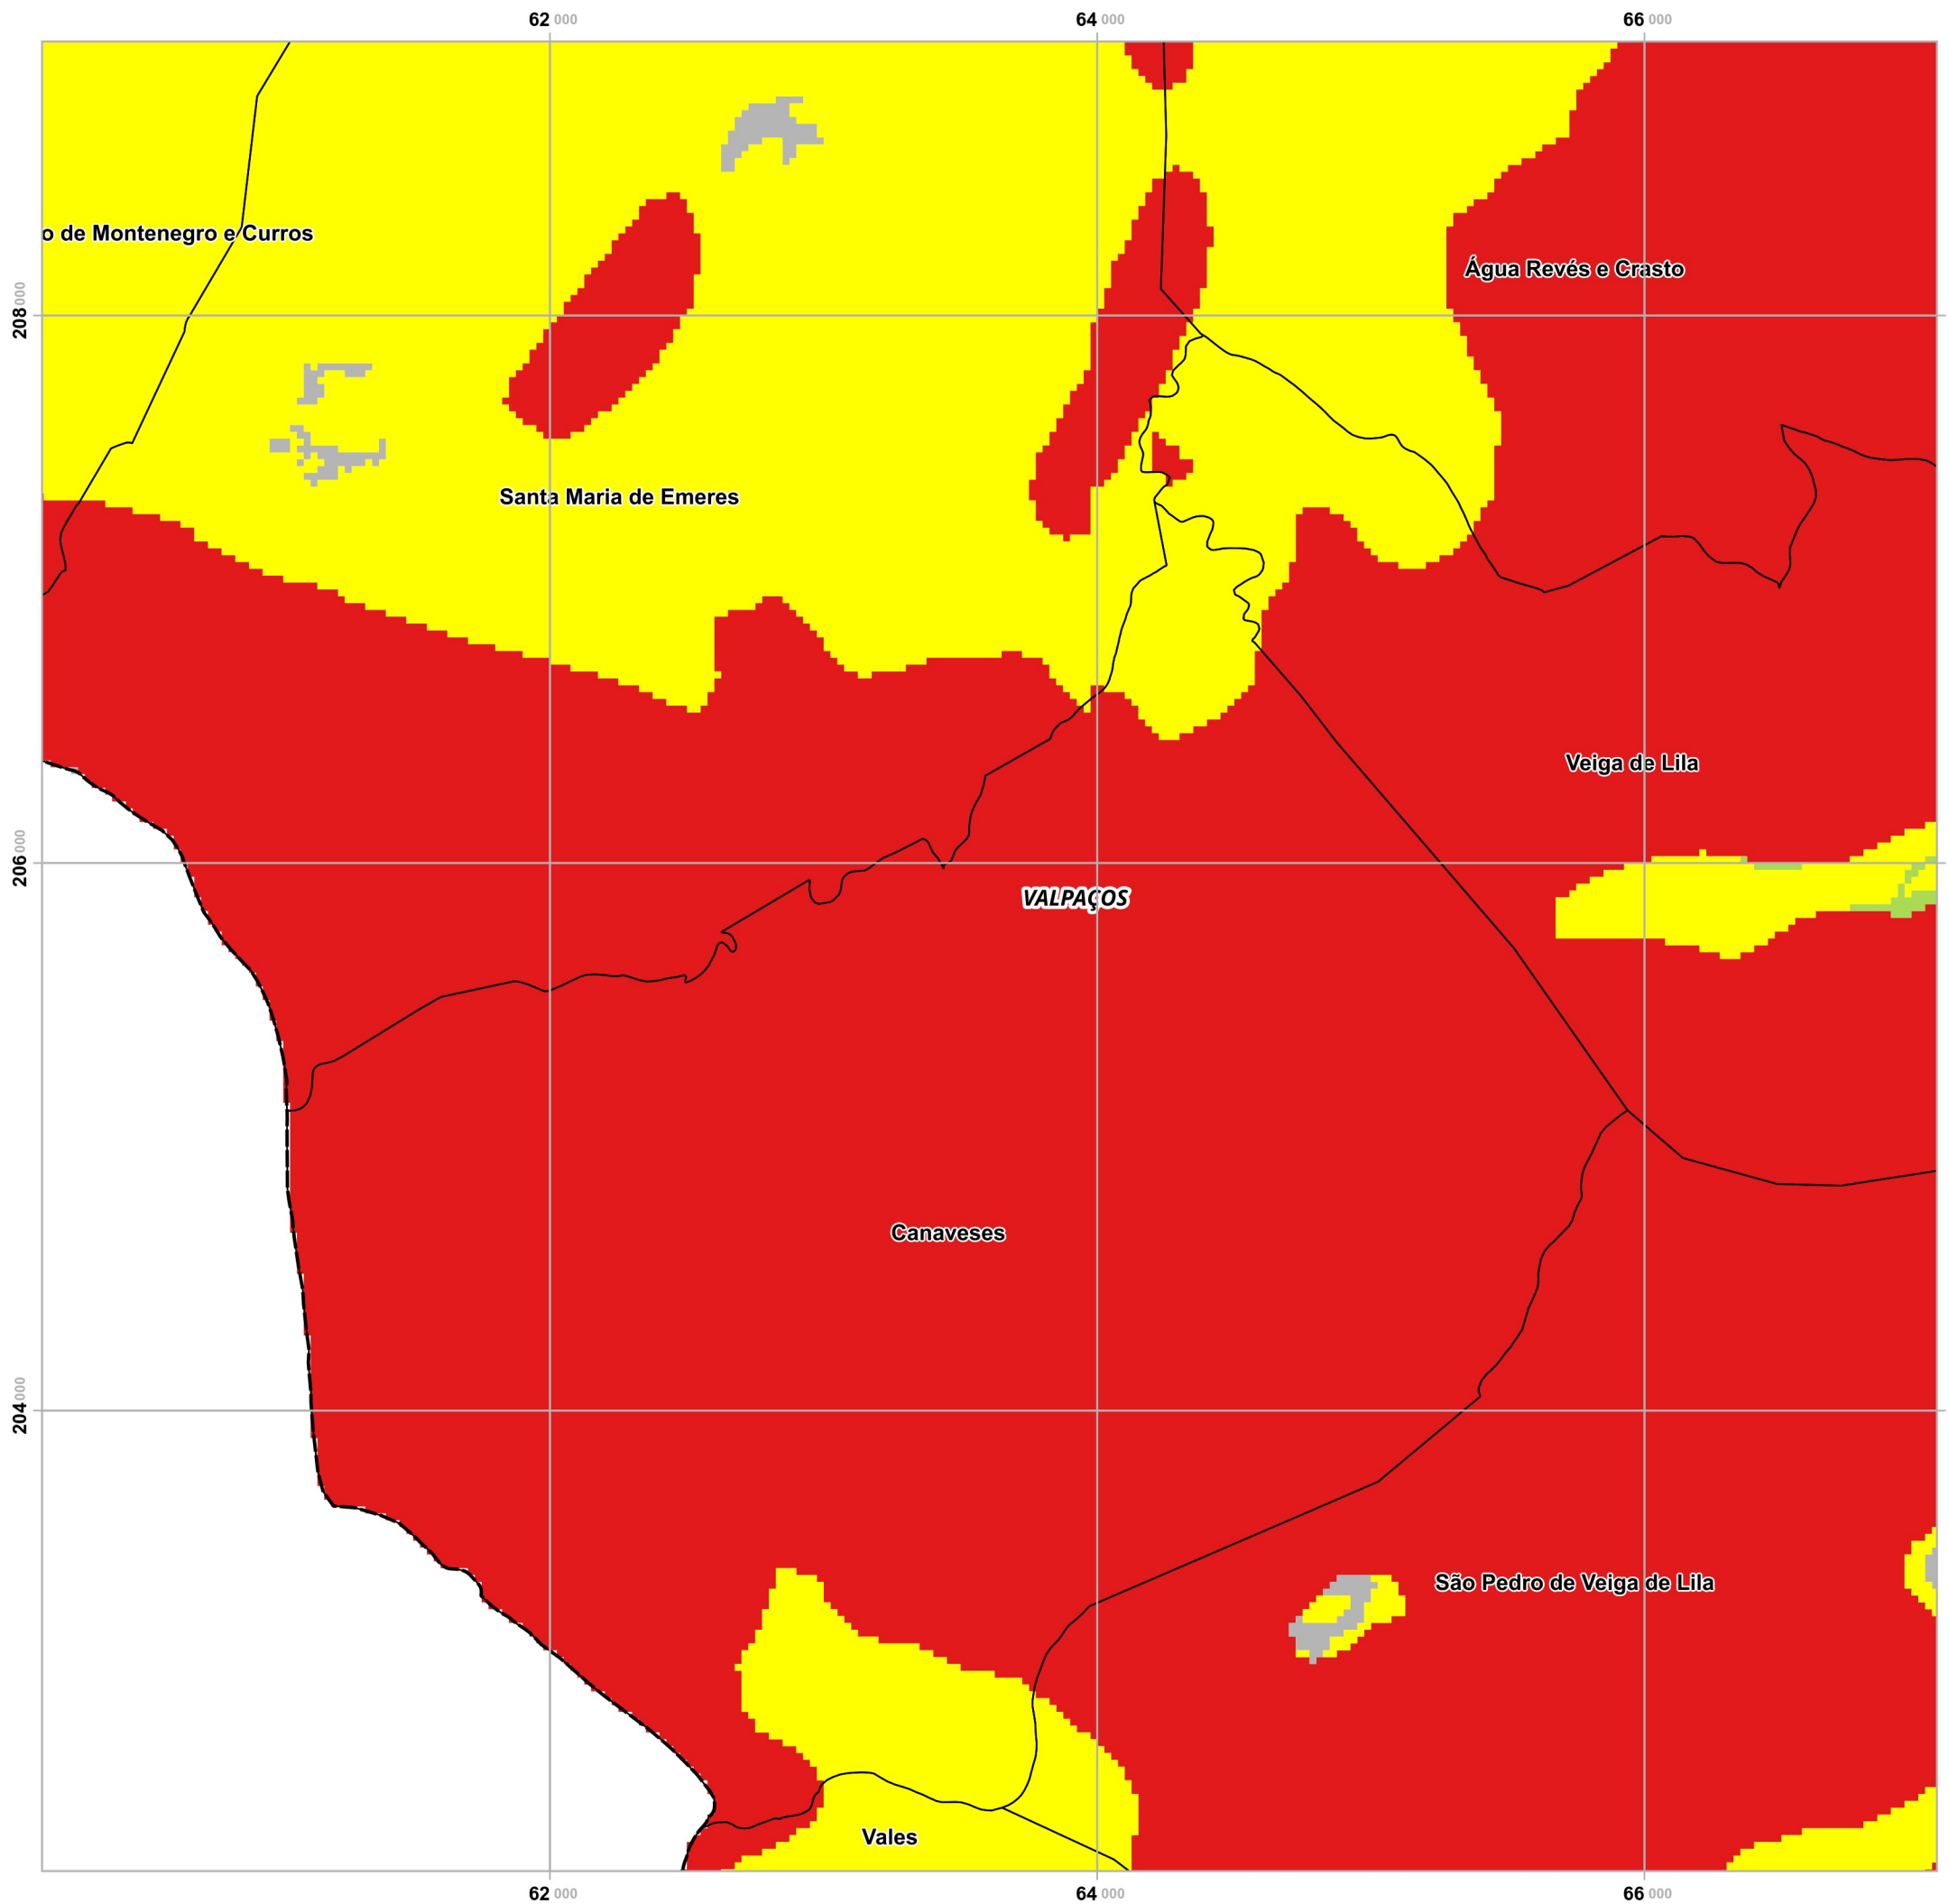 62 000 64 000 66 000
o de Montenegro e Curros
Água Revés e Crasto
208 000
Santa Maria de Emeres
Veiga de Lila
206 000
VALPAÇOS
Canaveses
204 000
São Pedro de Veiga de Lila
Vales
62 000 64 000 66 000